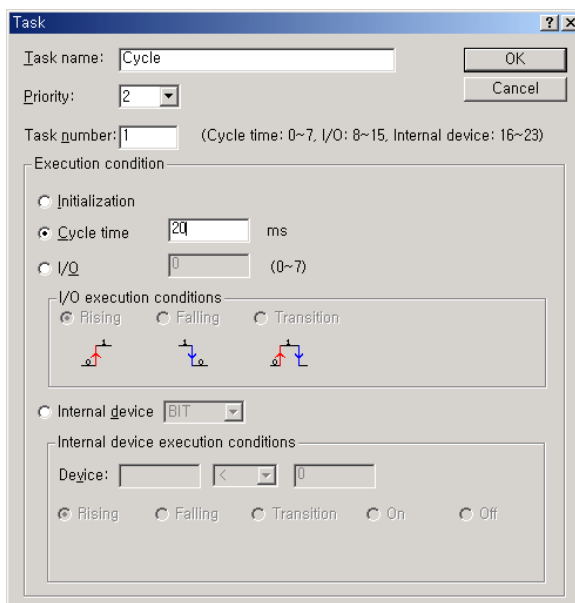 Task
Task name: Cycle OK
Priority: 2 Cancel
Task number: 1 (Cycle time: 0~7, I/O: 8~15, Internal device: 16~23)
Execution condition
Initialization
Cycle time 20 ms
I/O 0 (0~7)
I/O execution conditions
Rising Falling Transition
0 1 1 0 0 1
Internal device BIT
Internal device execution conditions
Device: < 0
Rising Falling Transition On Off